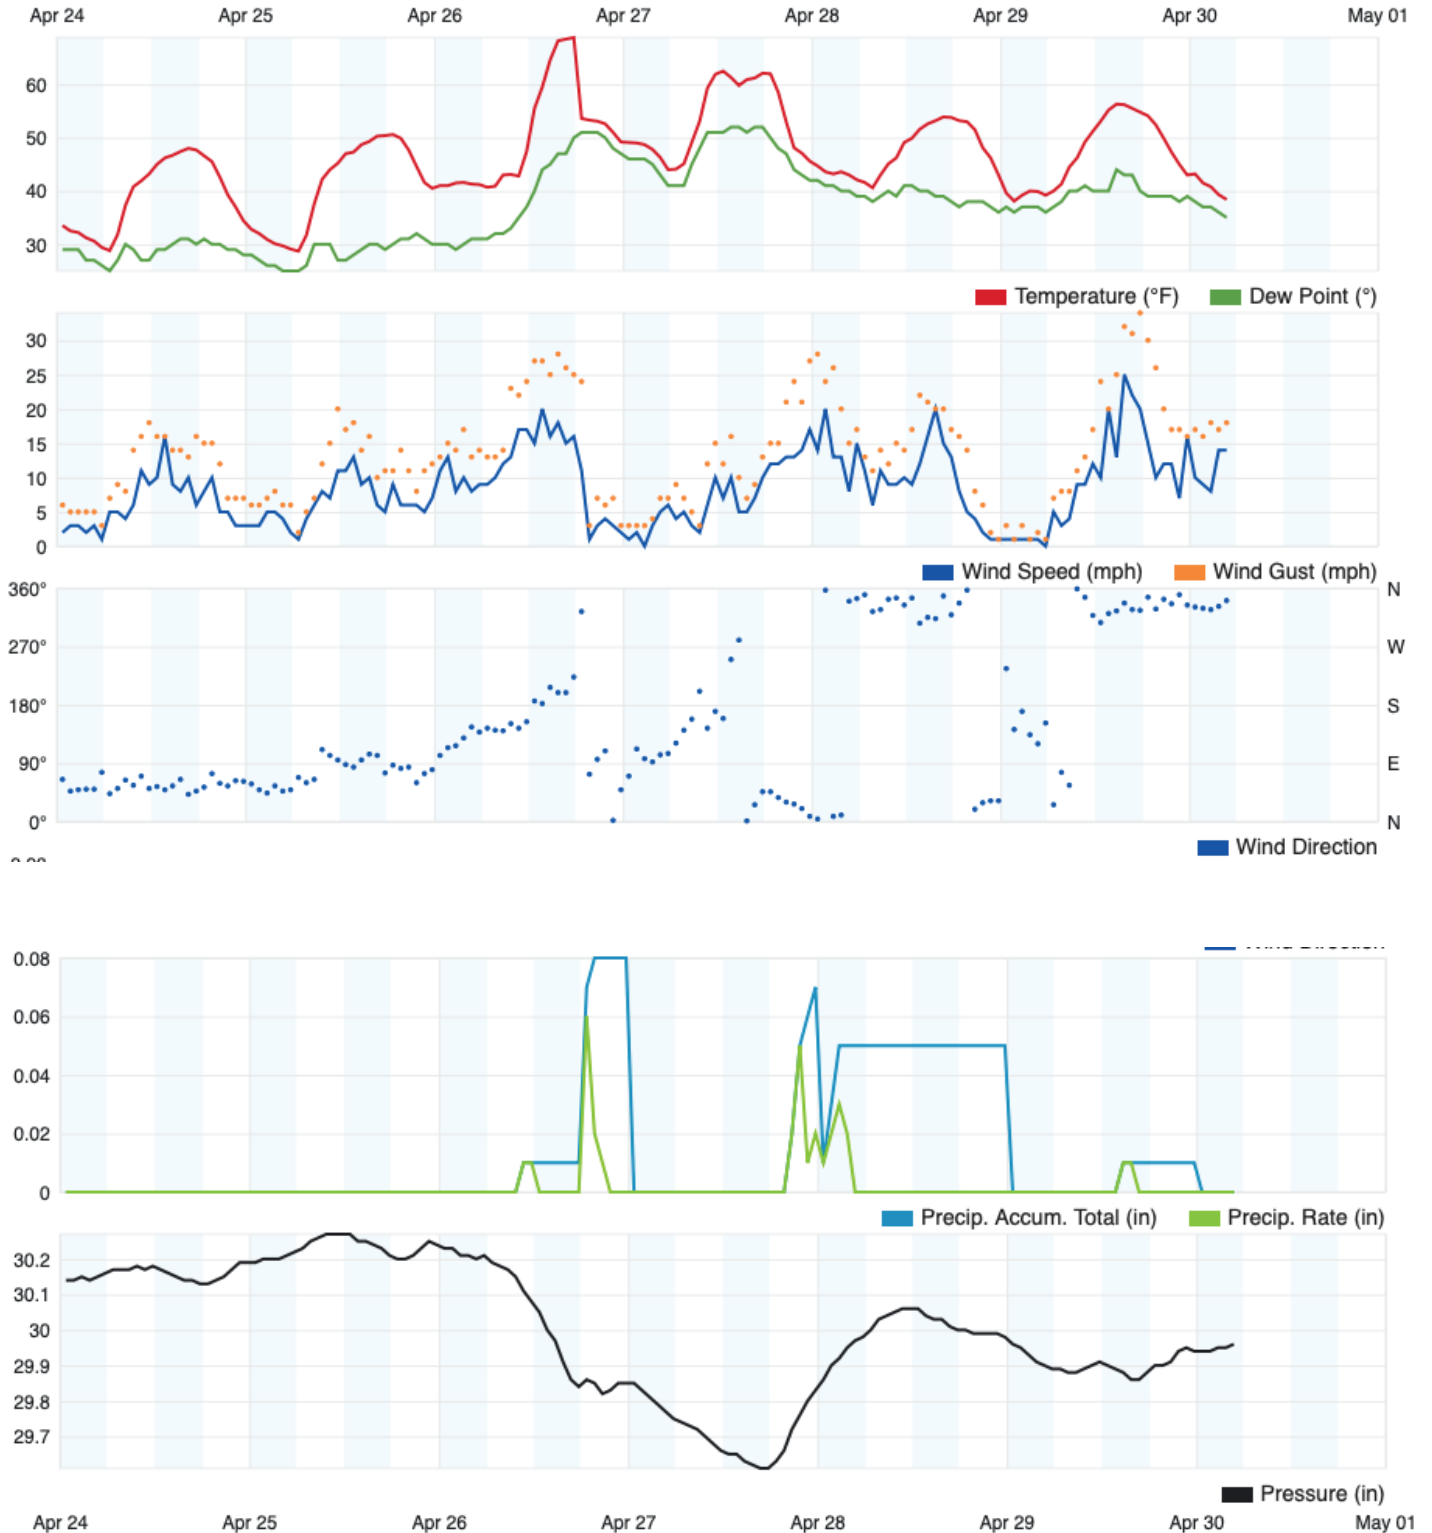 Apr 24 Apr 25 Apr 26 Apr 27 Apr 28 Apr 29 Apr 30 May 01
60
50
40
30
Temperature (°F) Dew Point (°)
30
25
20
15
10
5
0
Wind Speed (mph) Wind Gust (mph)
360° N
270° W
180° S
90° E
0° N
Wind Direction
0.08
0.06
0.04
0.02
0
Precip. Accum. Total (in) Precip. Rate (in)
30.2
30.1
30
29.9
29.8
29.7
Pressure (in)
Apr 24 Apr 25 Apr 26 Apr 27 Apr 28 Apr 29 Apr 30 May 01